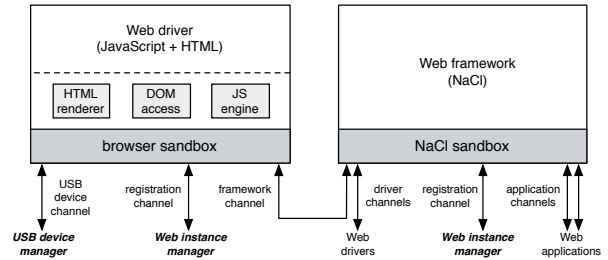 Web driver
(JavaScript + HTML)
HTML
renderer
DOM
access
JS
engine
browser sandbox
Web framework
(NaCl)
NaCl sandbox
USB
device
channel
registration
channel
framework
channel
driver
channels
registration
channel
application
channels
USB device
manager
Web instance
manager
Web
drivers
Web instance
manager
Web
applications